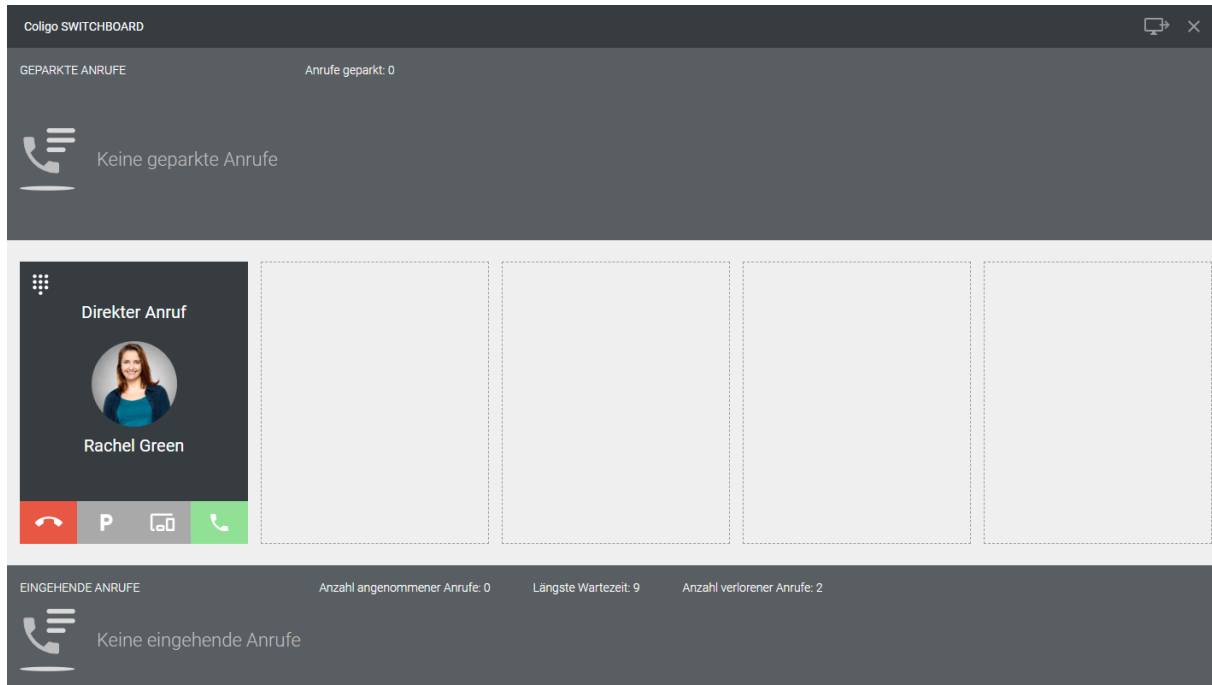 Coligo SWITCHBOARD
GEPARKTE ANRUFE Anrufe geparkt: 0
Keine geparkte Anrufe
Direkter Anruf
Rachel Green
P
EINGEHENDE ANRUFE Anzahl angenommener Anrufe: 0 Längste Wartezeit: 9 Anzahl verlorener Anrufe: 2
Keine eingehende Anrufe